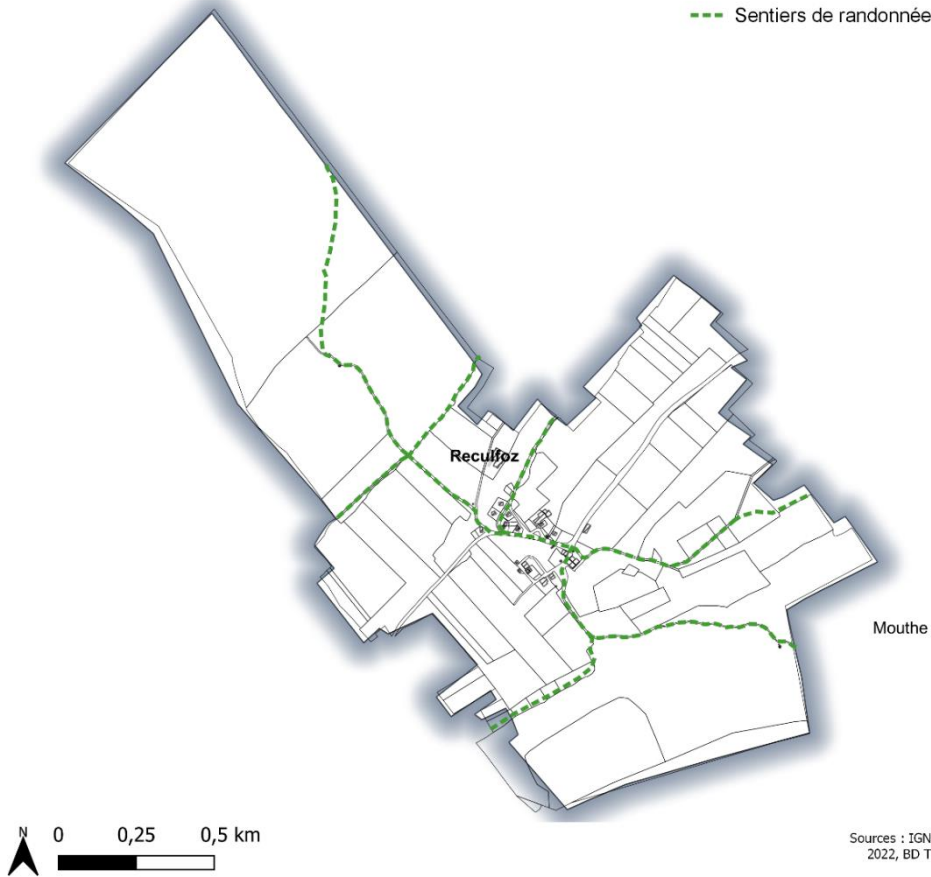 Sentiers de randonnée
Reculfoz
Mouthe
N
0 0,25 0,5 km
Sources : IGN
2022, BD T